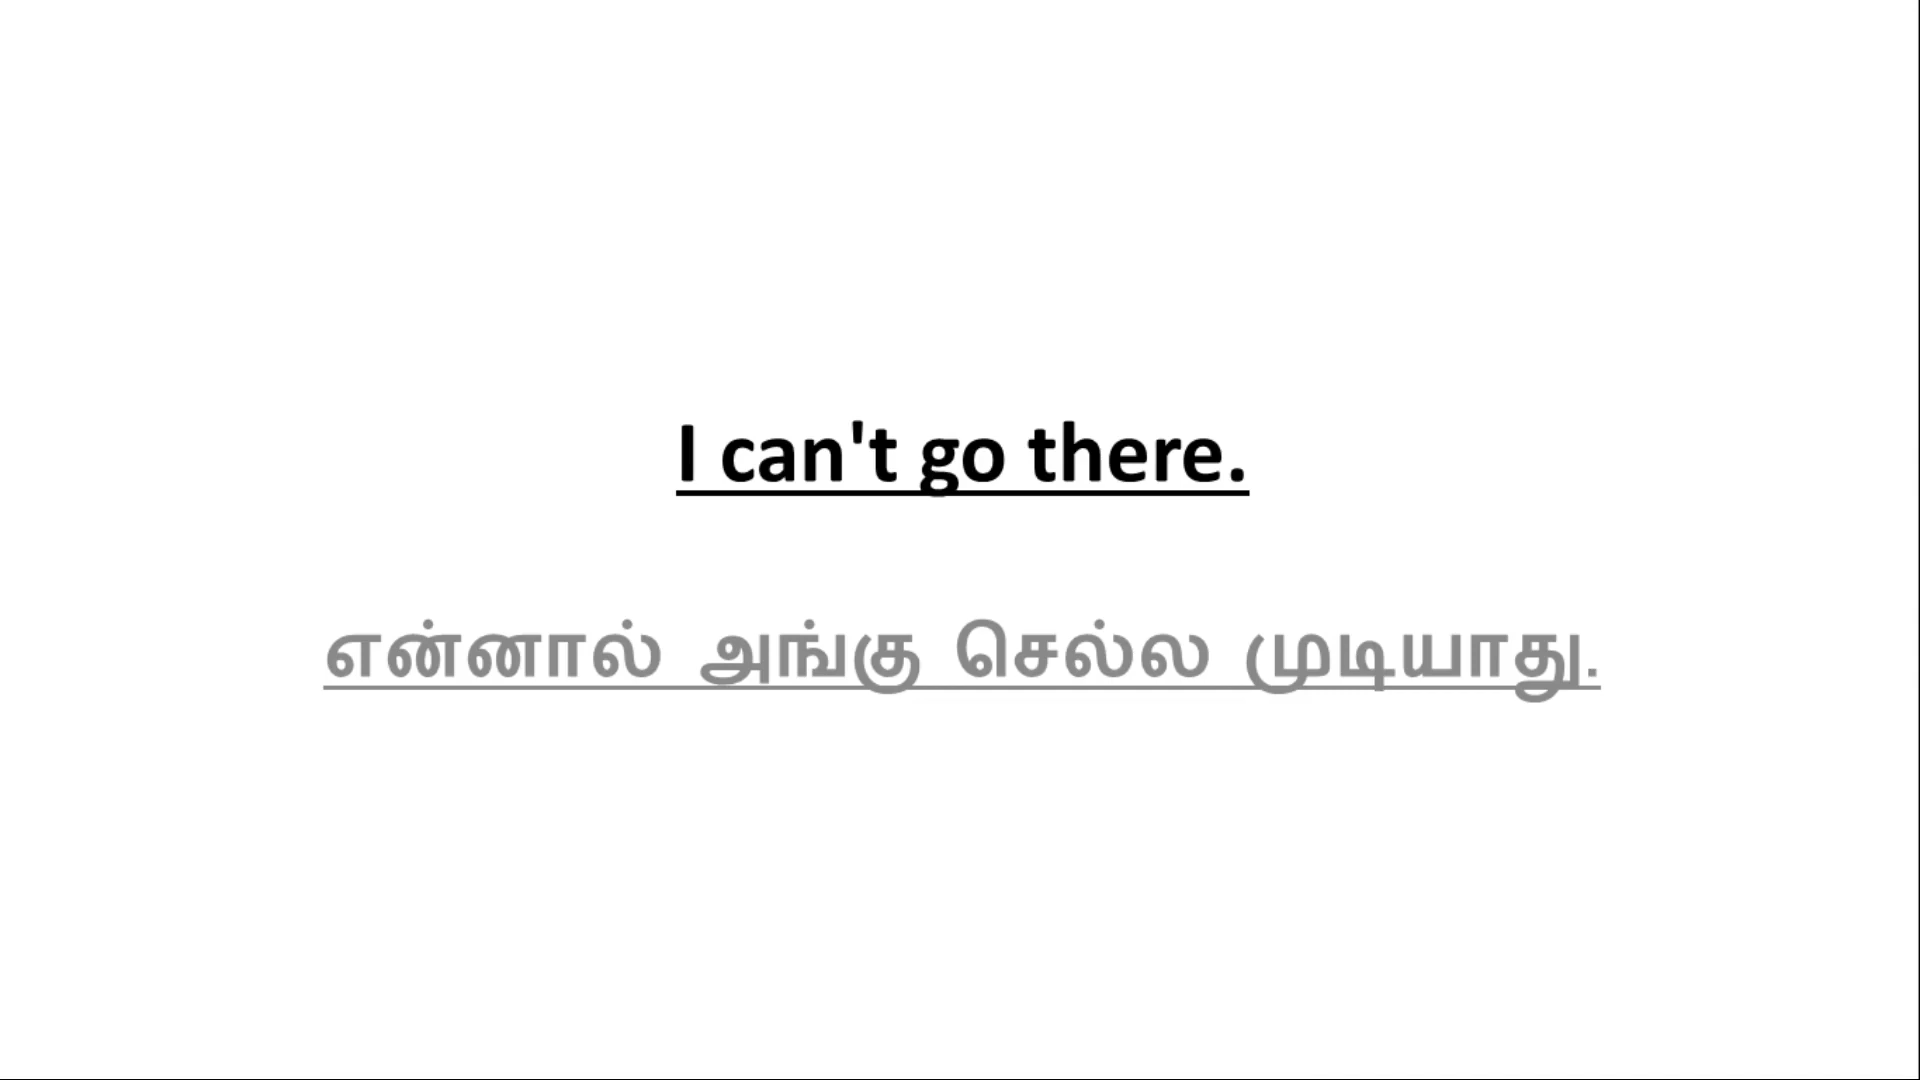 I can't go there.
என்னால் அங்கு செல்ல முடியாது.